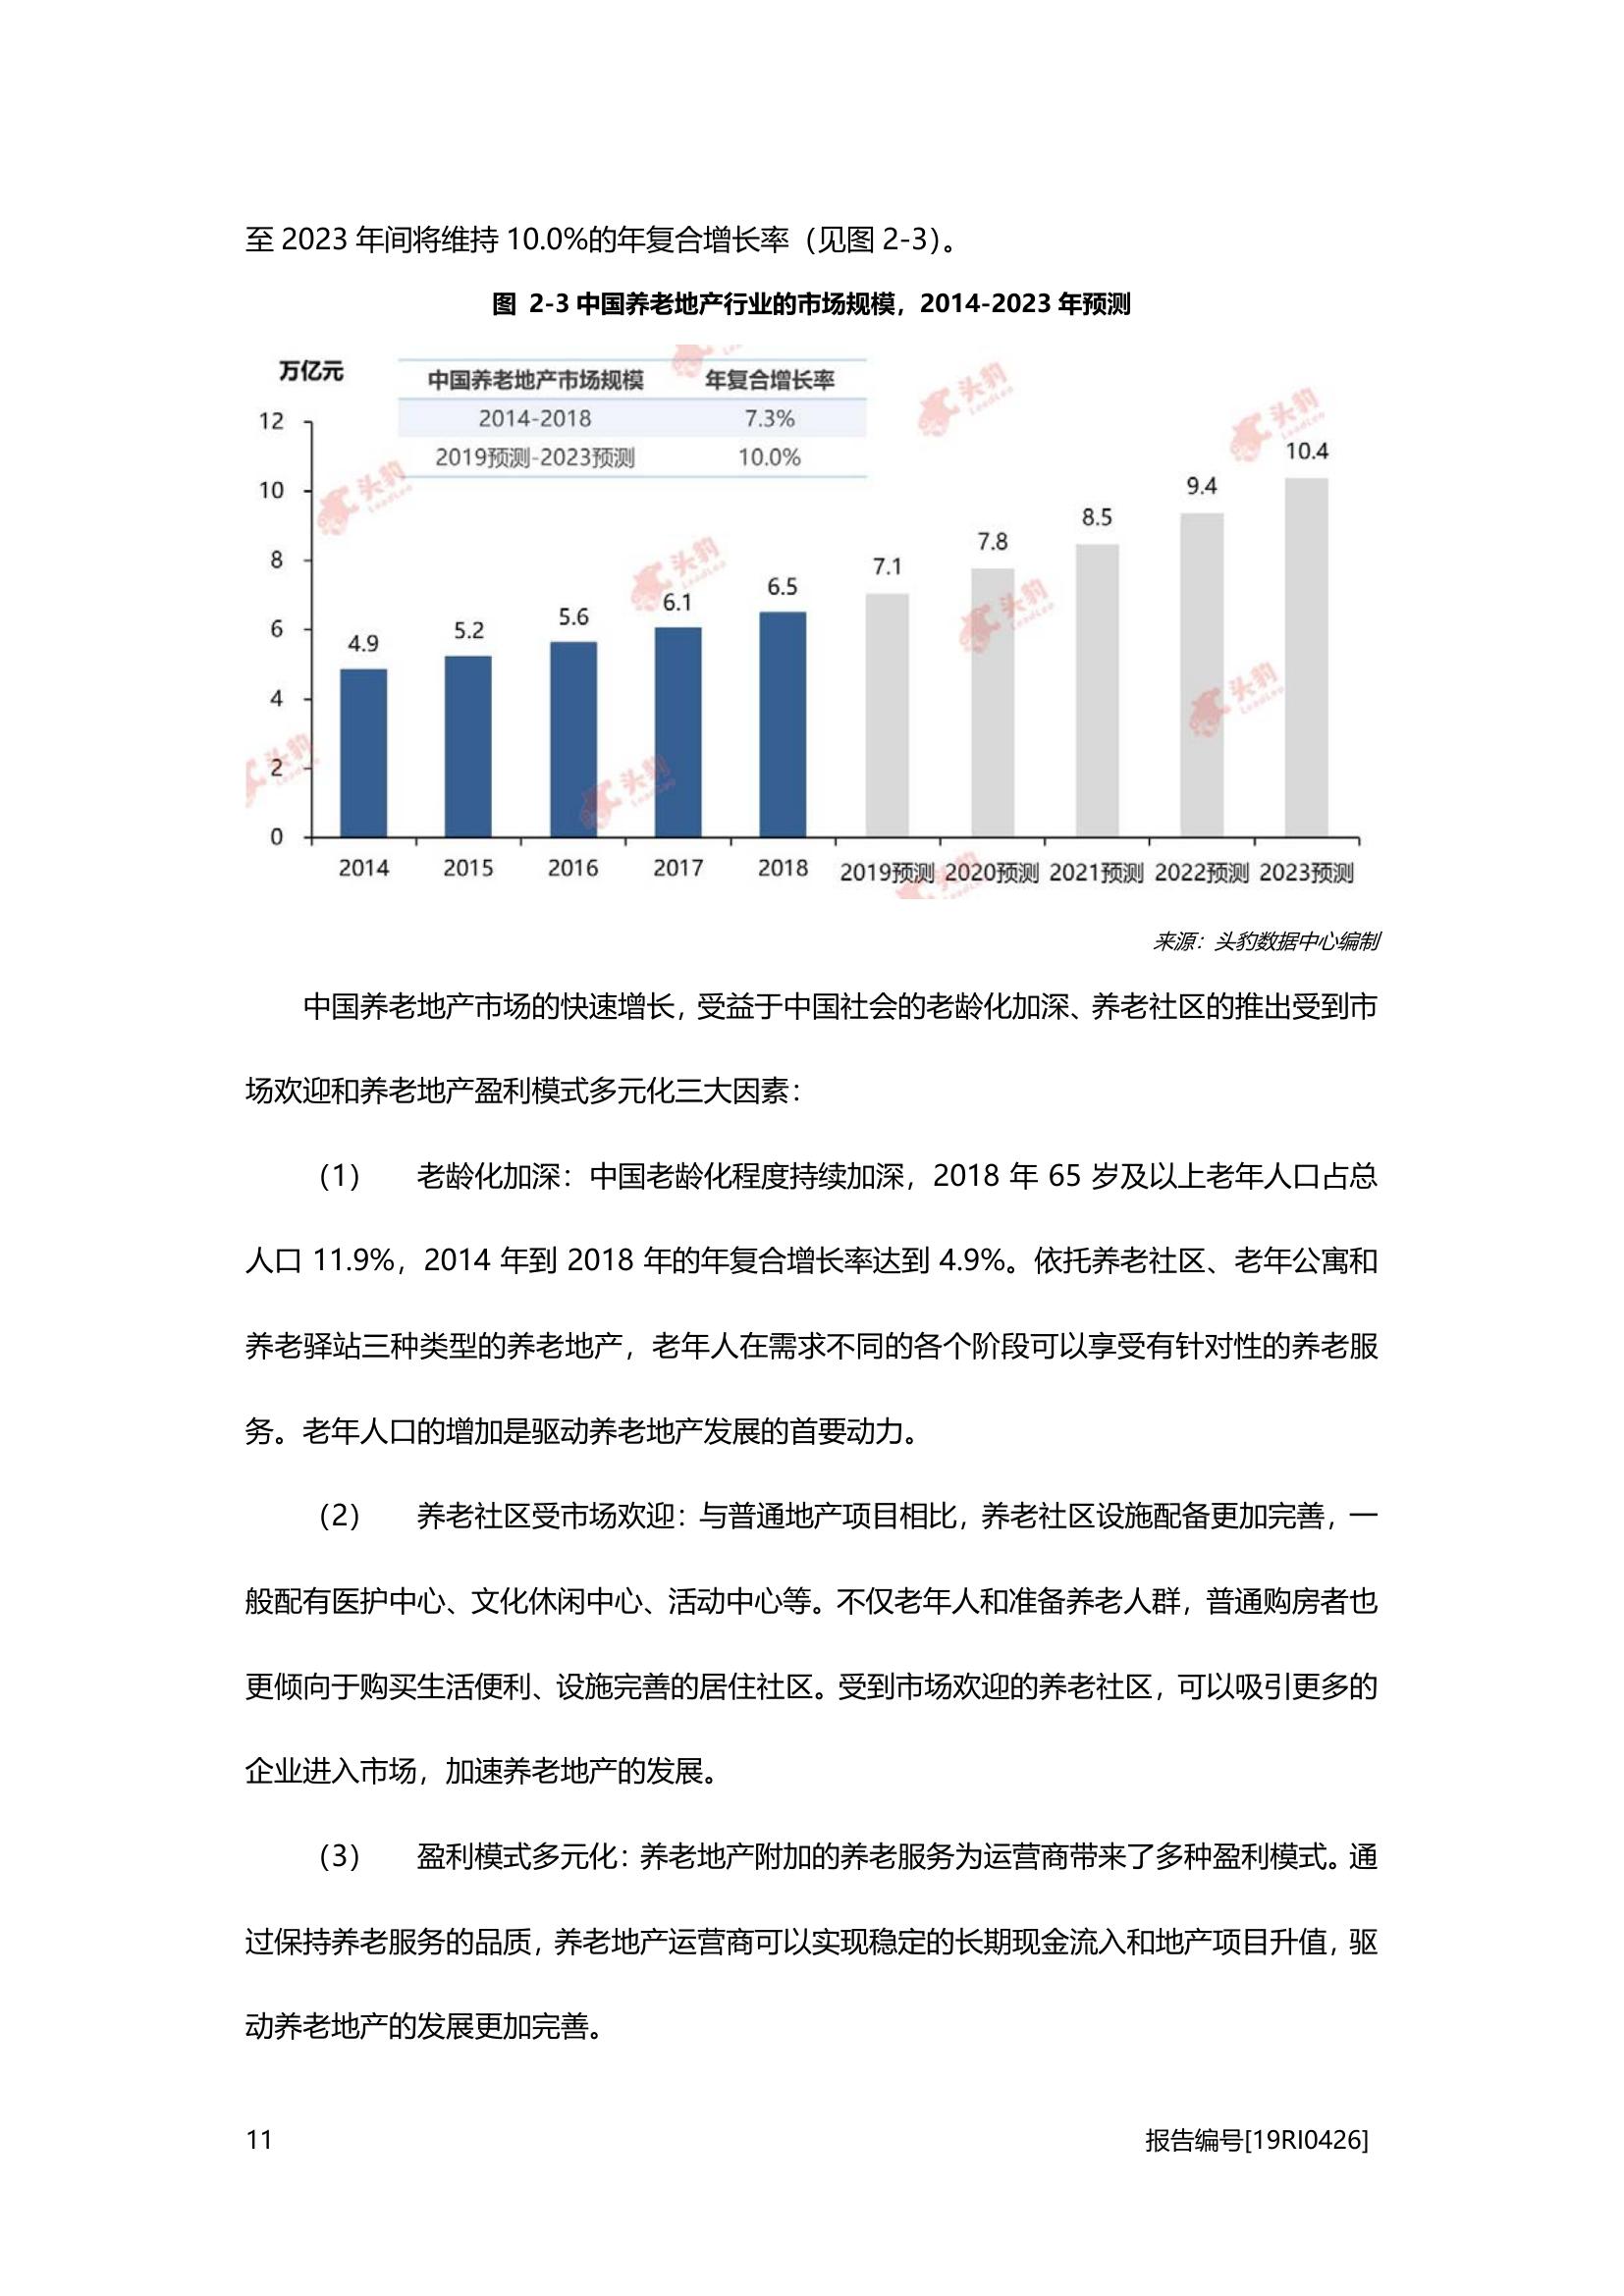 至 2023 年间将维持 10.0%的年复合增长率（见图 2-3）。
图 2-3 中国养老地产行业的市场规模，2014-2023 年预测
万亿元
中国养老地产市场规模 年复合增长率
2014-2018 7.3%
2019预测-2023预测 10.0%
12
10
8
6
4
2
0
4.9 5.2 5.6 6.1 6.5 7.1 7.8 8.5 9.4 10.4
2014 2015 2016 2017 2018 2019预测 2020预测 2021预测 2022预测 2023预测
头豹 LeadLeo
来源：头豹数据中心编制
中国养老地产市场的快速增长，受益于中国社会的老龄化加深、养老社区的推出受到市
场欢迎和养老地产盈利模式多元化三大因素：
（1） 老龄化加深：中国老龄化程度持续加深，2018 年 65 岁及以上老年人口占总
人口 11.9%，2014 年到 2018 年的年复合增长率达到 4.9%。依托养老社区、老年公寓和
养老驿站三种类型的养老地产，老年人在需求不同的各个阶段可以享受有针对性的养老服
务。老年人口的增加是驱动养老地产发展的首要动力。
（2） 养老社区受市场欢迎：与普通地产项目相比，养老社区设施配备更加完善，一
般配有医护中心、文化休闲中心、活动中心等。不仅老年人和准备养老人群，普通购房者也
更倾向于购买生活便利、设施完善的居住社区。受到市场欢迎的养老社区，可以吸引更多的
企业进入市场，加速养老地产的发展。
（3） 盈利模式多元化：养老地产附加的养老服务为运营商带来了多种盈利模式。通
过保持养老服务的品质，养老地产运营商可以实现稳定的长期现金流入和地产项目升值，驱
动养老地产的发展更加完善。
11 报告编号[19RI0426]